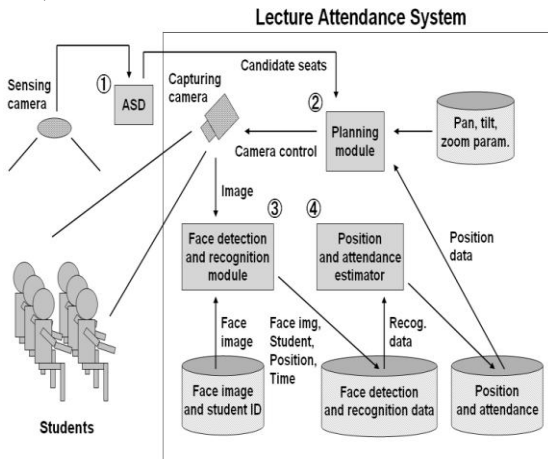 Lecture Attendance System
Sensing
camera
①
ASD
Capturing
camera
Candidate seats
②
Planning
module
Pan, tilt,
zoom param.
Camera control
Image
③
Face detection
and recognition
module
④
Position
and attendance
estimator
Position
data
Face
image
Face img,
Student,
Position,
Time
Recog.
data
Face image
and student ID
Face detection
and recognition data
Position
and attendance
Students